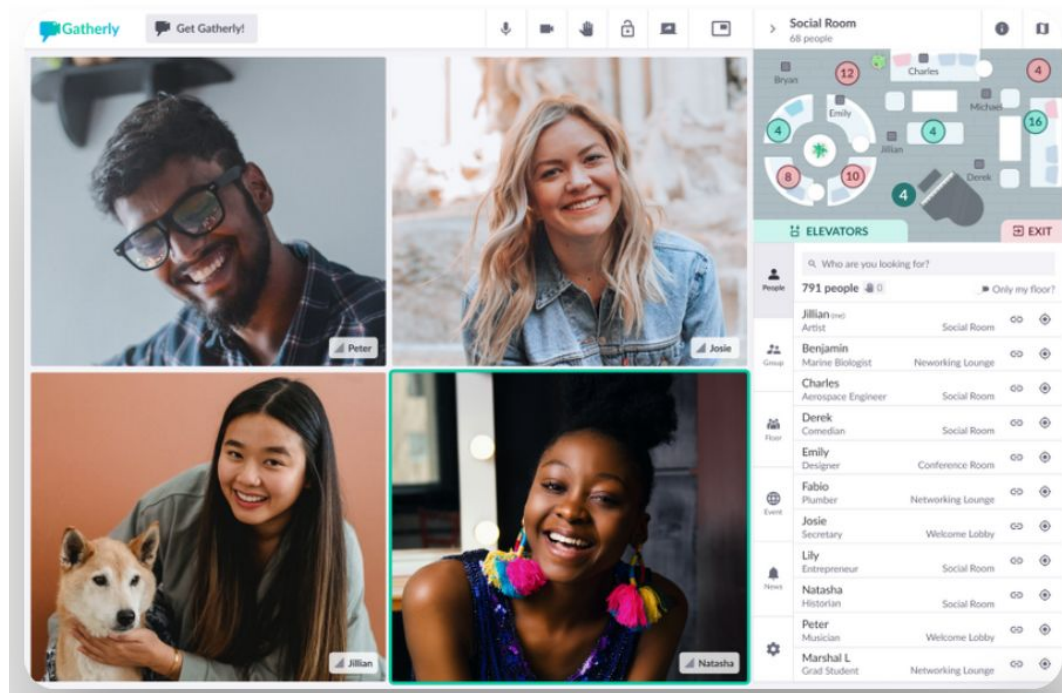 Gatherly
Get Gatherly!
Social Room
68 people
Bryan
12
Charles
4
Emily
Michael
4
Jillian
4
16
8
10
Derek
4
ELEVATORS
EXIT
Peter
Josie
Jillian
Natasha
People
Group
Floor
Event
News
Who are you looking for?
791 people 0 Only my floor?
Jillian (me)
Artist Social Room
Benjamin
Marine Biologist Neworking Lounge
Charles
Aerospace Engineer Social Room
Derek
Comedian Social Room
Emily
Designer Conference Room
Fabio
Plumber Networking Lounge
Josie
Secretary Welcome Lobby
Lily
Entrepreneur Social Room
Natasha
Historian Social Room
Peter
Musician Welcome Lobby
Marshal L
Grad Student Networking Lounge